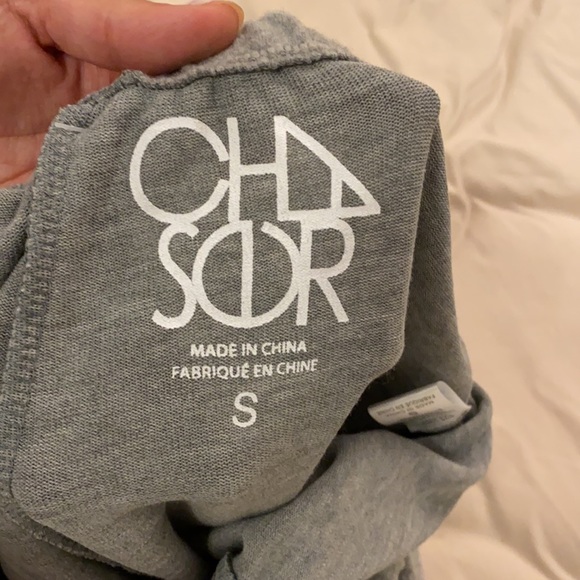 CHA
SER
MADE IN CHINA
FABRIQUÉ EN CHINE
S